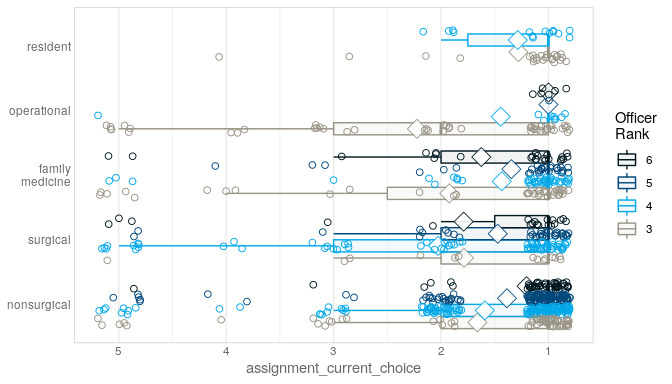 resident
operational
family
medicine
surgical
nonsurgical
5
4
3
2
1
assignment_current_choice
Officer
Rank
6
5
4
3